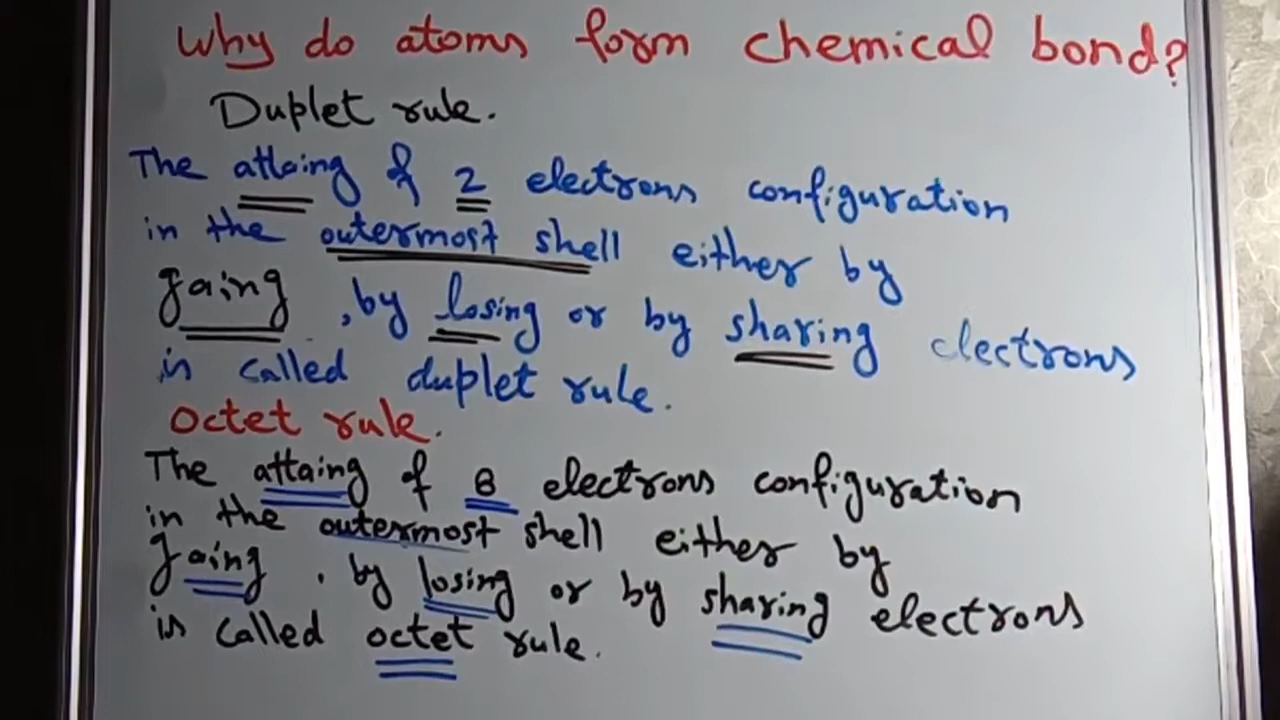 Why do atoms form chemical bond?
Duplet rule.
The attaing of 2 electrons configuration
in the outermost shell either by
gaing, by losing or by sharing electrons
is called duplet rule.
Octet rule.
The attaing of 8 electrons configuration
in the outermost shell either by
gaing, by losing or by sharing electrons
is called octet rule.